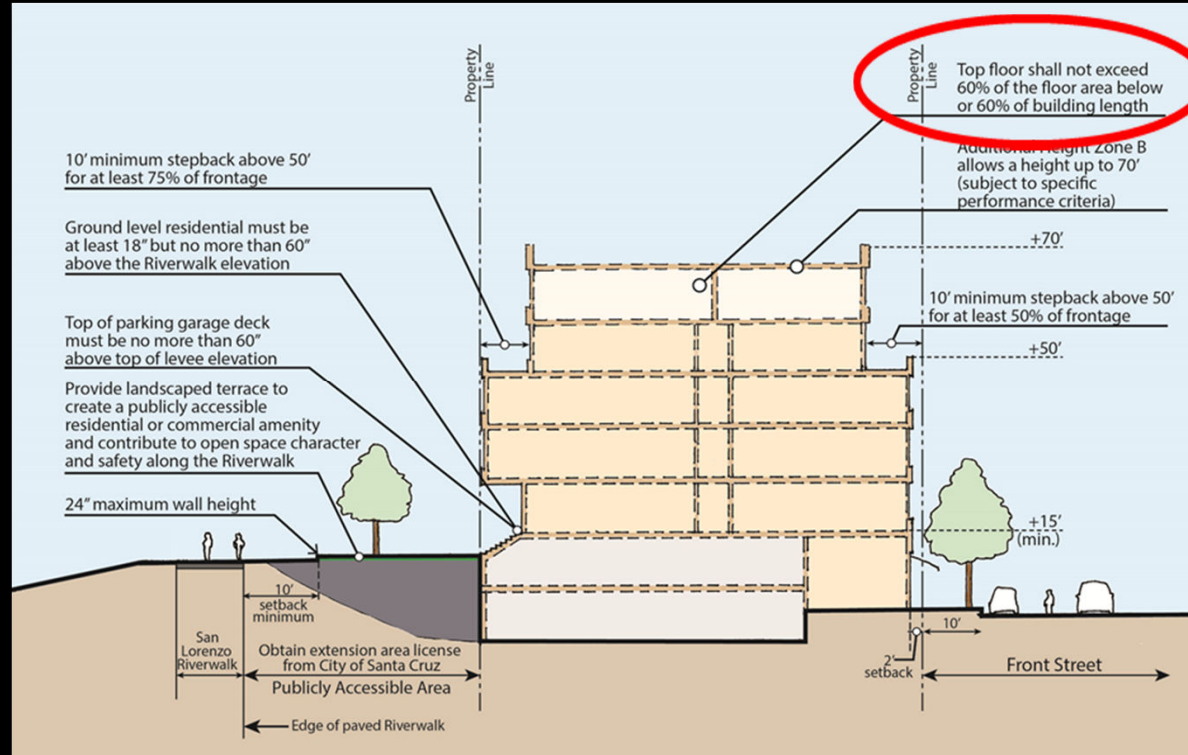 Property
Line
Property
Line
Top floor shall not exceed
60% of the floor area below
or 60% of building length
10' minimum stepback above 50'
for at least 75% of frontage
Additional Height Zone B
allows a height up to 70'
(subject to specific
performance criteria)
Ground level residential must be
at least 18" but no more than 60"
above the Riverwalk elevation
+70'
10' minimum stepback above 50'
for at least 50% of frontage
Top of parking garage deck
must be no more than 60"
above top of levee elevation
+50'
Provide landscaped terrace to
create a publicly accessible
residential or commercial amenity
and contribute to open space character
and safety along the Riverwalk
24" maximum wall height
+15'
(min.)
10'
setback
minimum
San
Lorenzo
Riverwalk
Obtain extension area license
from City of Santa Cruz
Publicly Accessible Area
2'
setback
10'
Front Street
Edge of paved Riverwalk